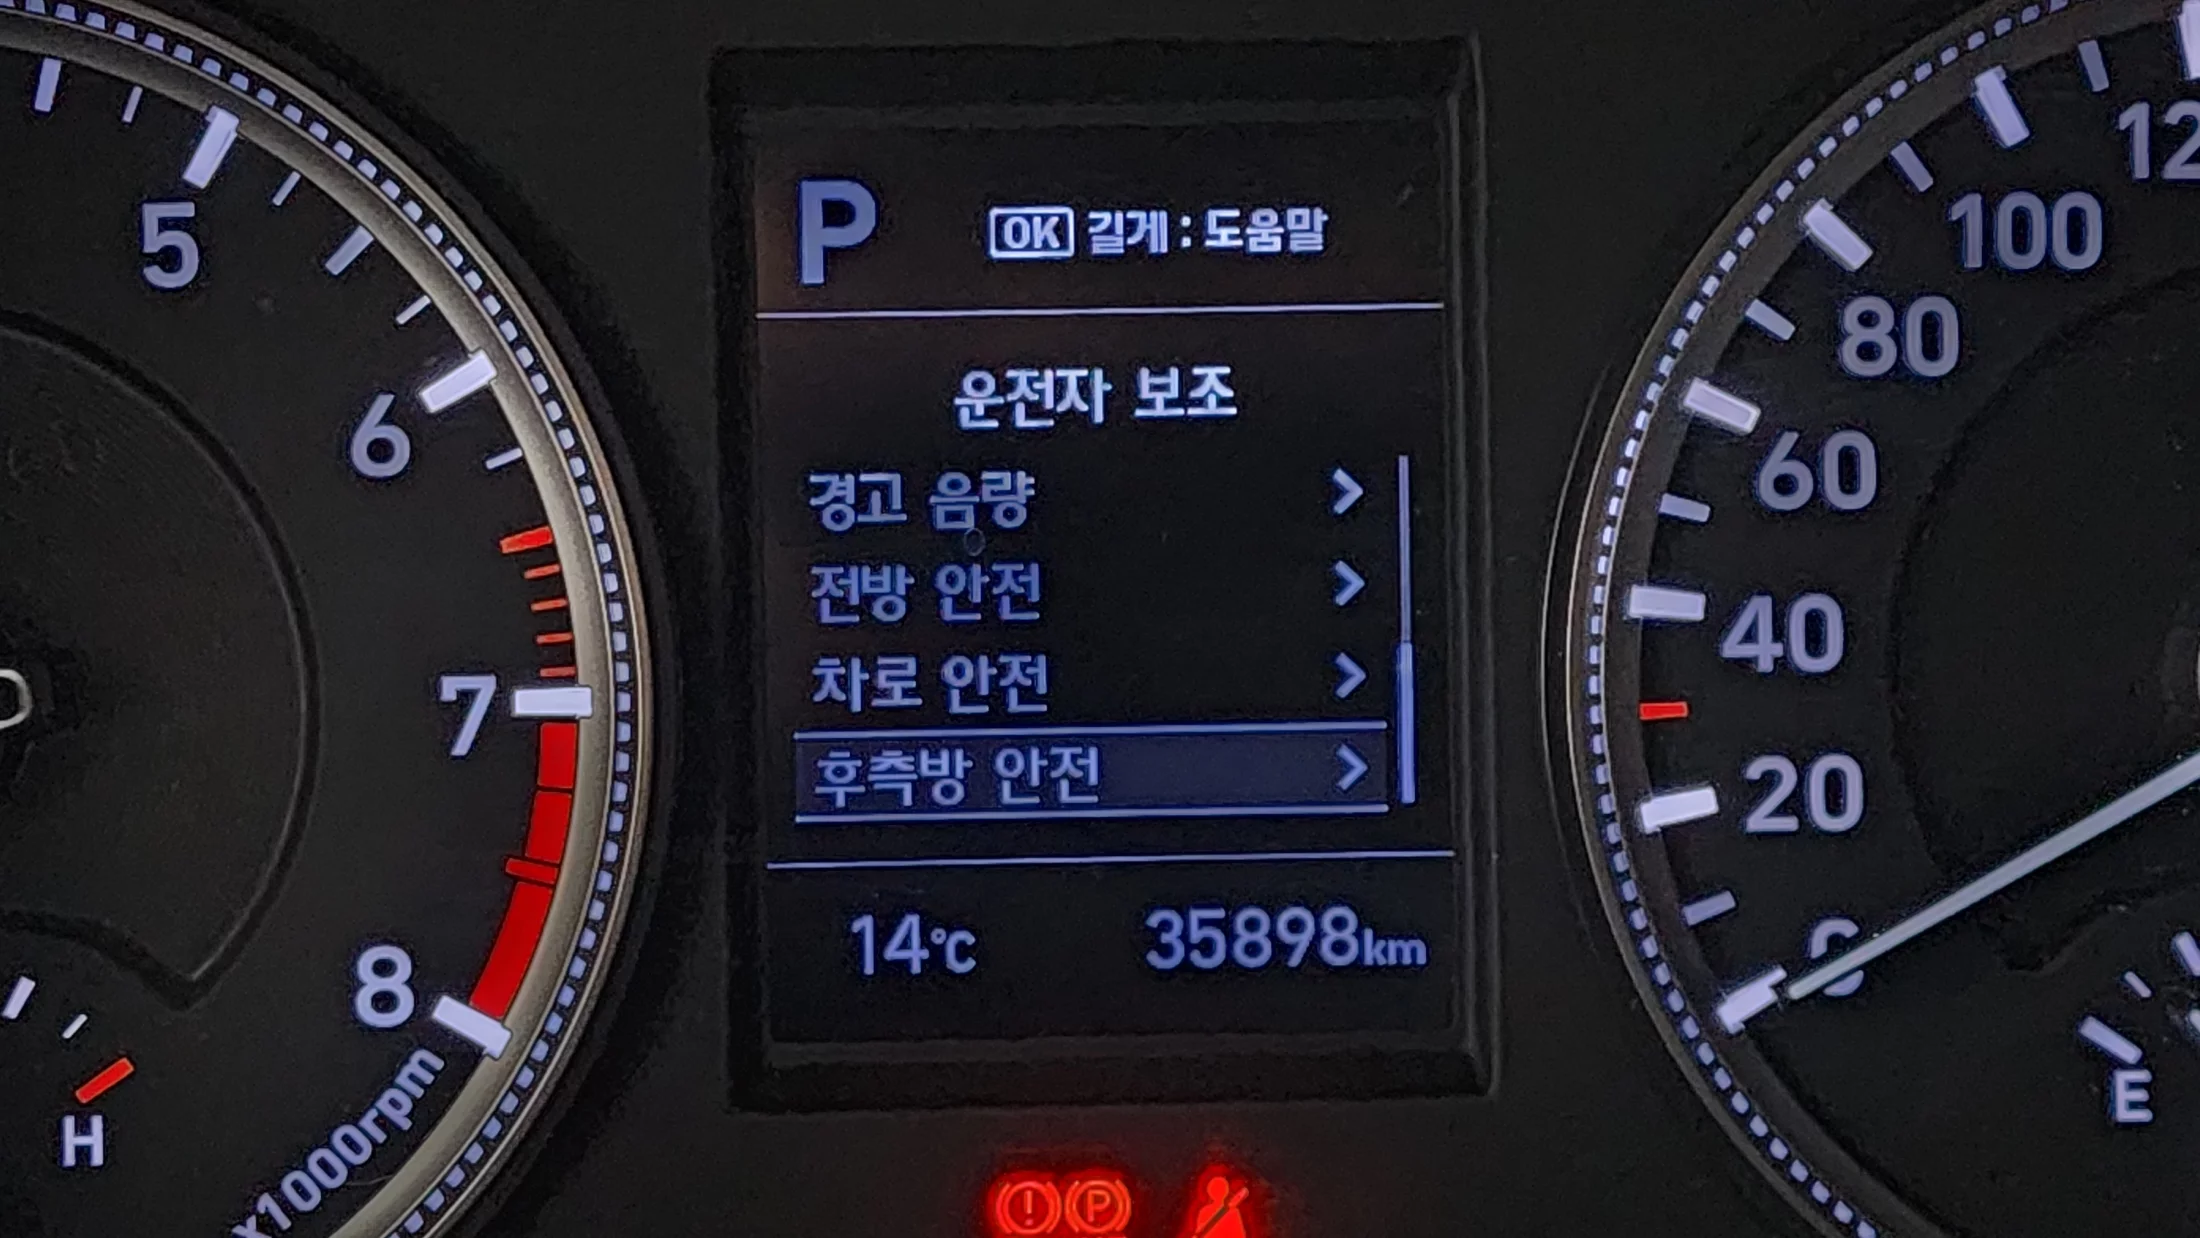 P OK 길게 : 도움말
운전자 보조
경고 음량
전방 안전
차로 안전
후측방 안전
14℃ 35898km
5
6
7
8
x1000rpm
H
120
100
80
60
40
20
0
E
(!) (P)